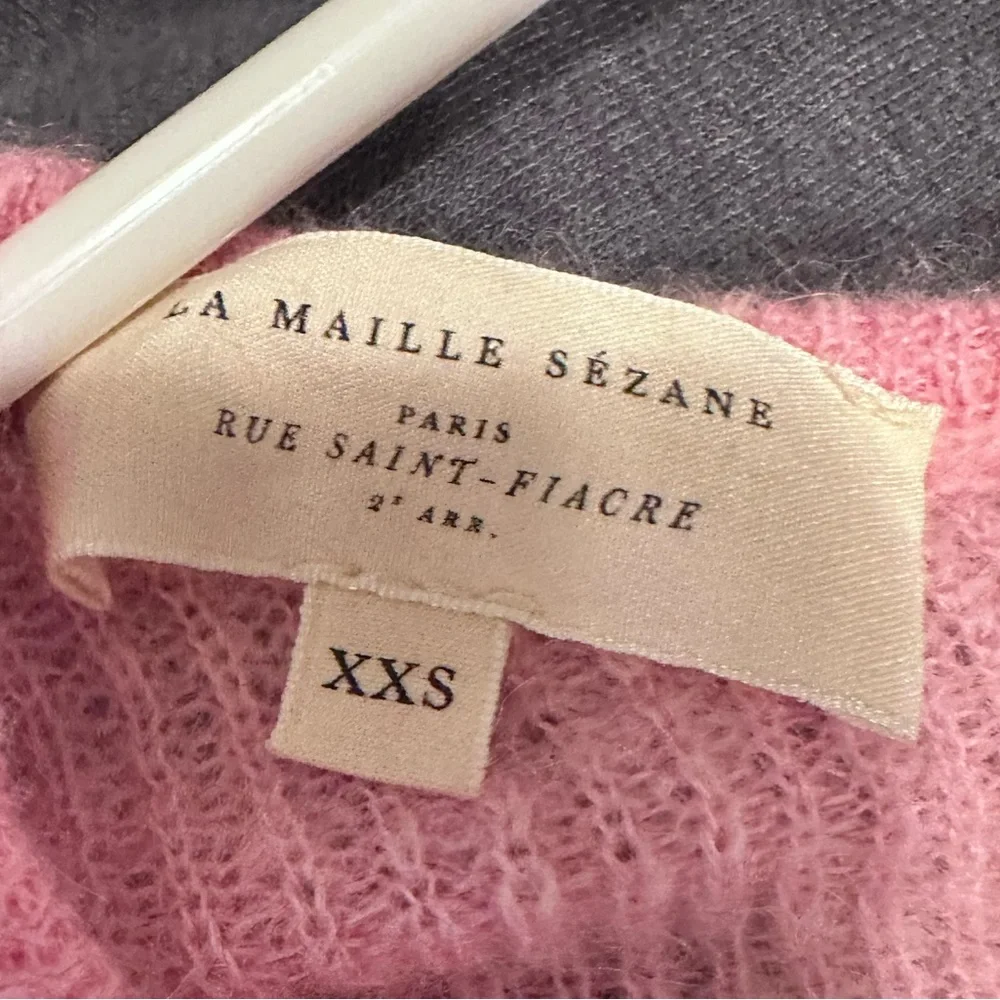 LA MAILLE SÉZANE
PARIS
RUE SAINT-FIACRE
2E ARR.
XXS